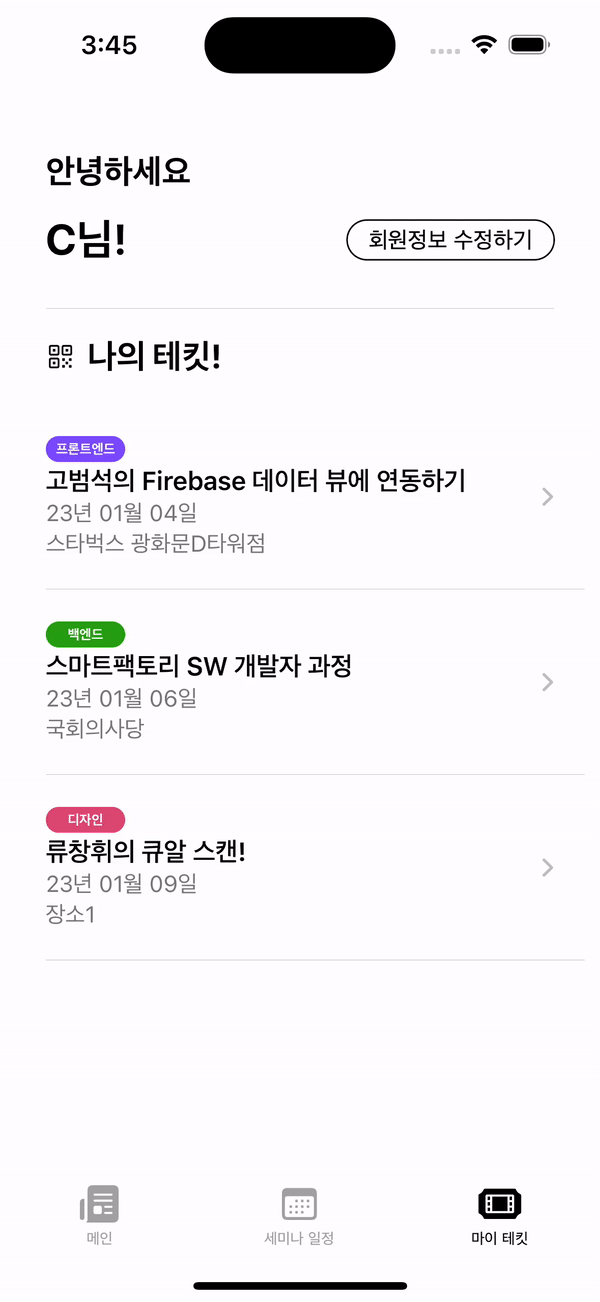 3:45
안녕하세요
C님!
회원정보 수정하기
나의 테킷!
프론트엔드
고범석의 Firebase 데이터 뷰에 연동하기
23년 01월 04일
스타벅스 광화문D타워점
백엔드
스마트팩토리 SW 개발자 과정
23년 01월 06일
국회의사당
디자인
류창휘의 큐알 스캔!
23년 01월 09일
장소1
메인
세미나 일정
마이 테킷